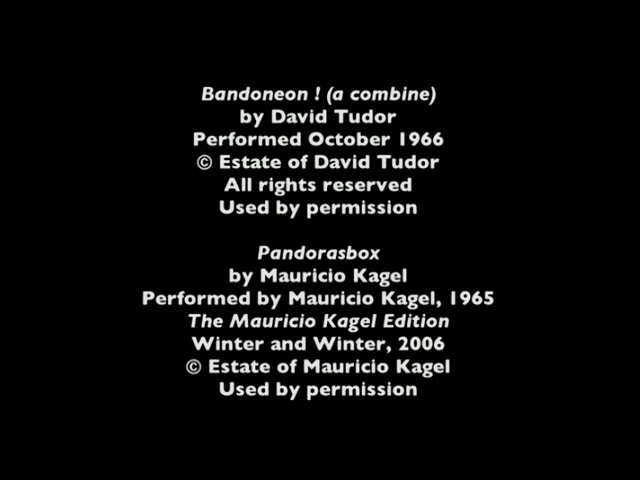 Bandoneon ! (a combine)
by David Tudor
Performed October 1966
© Estate of David Tudor
All rights reserved
Used by permission
Pandorasbox
by Mauricio Kagel
Performed by Mauricio Kagel, 1965
The Mauricio Kagel Edition
Winter and Winter, 2006
© Estate of Mauricio Kagel
Used by permission